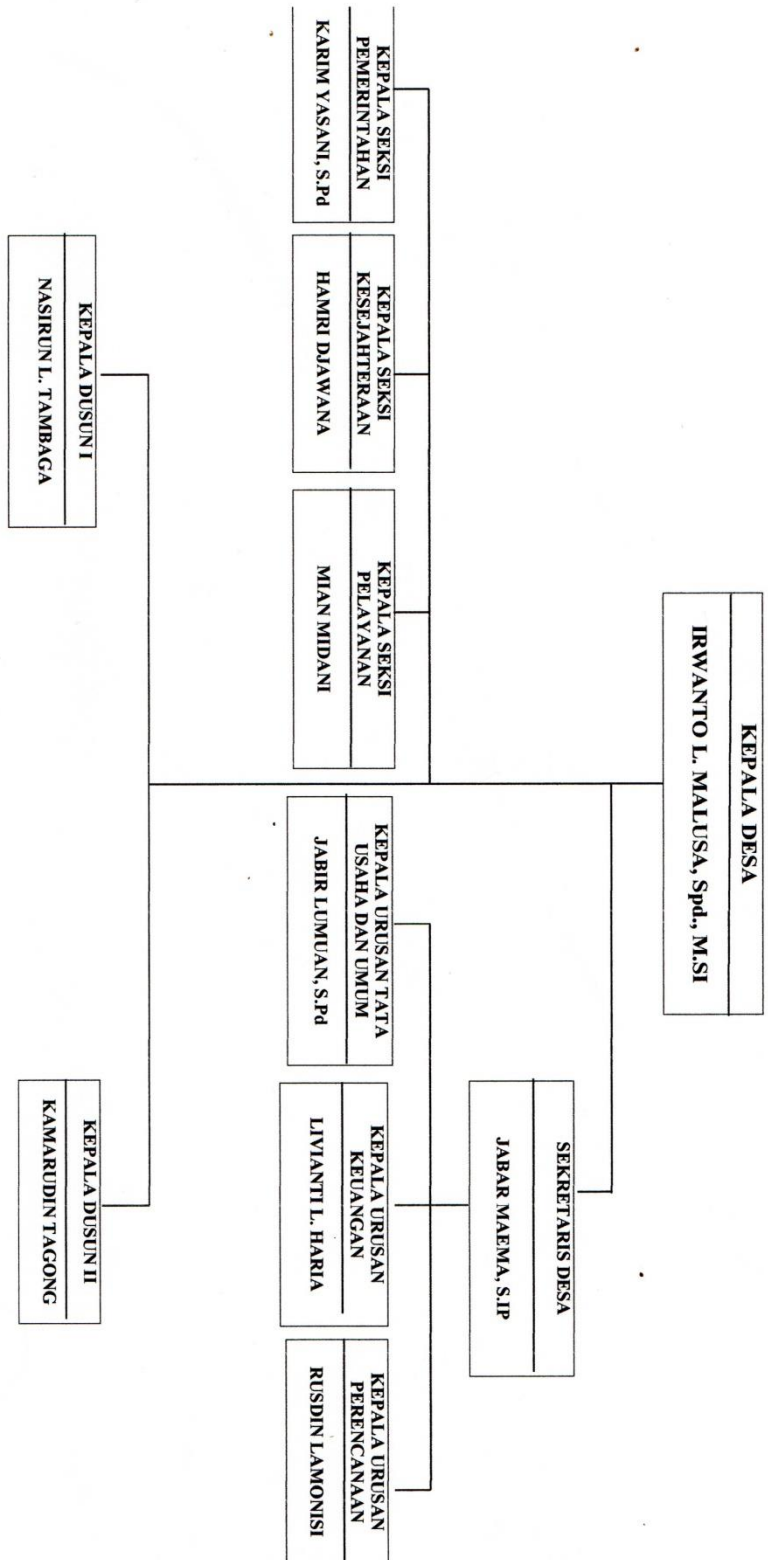 KEPALA DESA
IRWANTO L. MALUSA, Spd., M.SI
SEKRETARIS DESA
JABAR MAEMA, S.IP
KEPALA SEKSI
PEMERINTAHAN
KARIM YASANI, S.Pd
KEPALA SEKSI
KESEJAHTERAAN
HAMRI DJAWANA
KEPALA SEKSI
PELAYANAN
MIAN MIDANI
KEPALA URUSAN TATA
USAHA DAN UMUM
JABIR LUMUAN, S.Pd
KEPALA URUSAN
KEUANGAN
LIVIANTI L. HARIA
KEPALA URUSAN
PERENCANAAN
RUSDIN LAMONISI
KEPALA DUSUN I
NASIRUN L. TAMBAGA
KEPALA DUSUN II
KAMARUDIN TAGONG